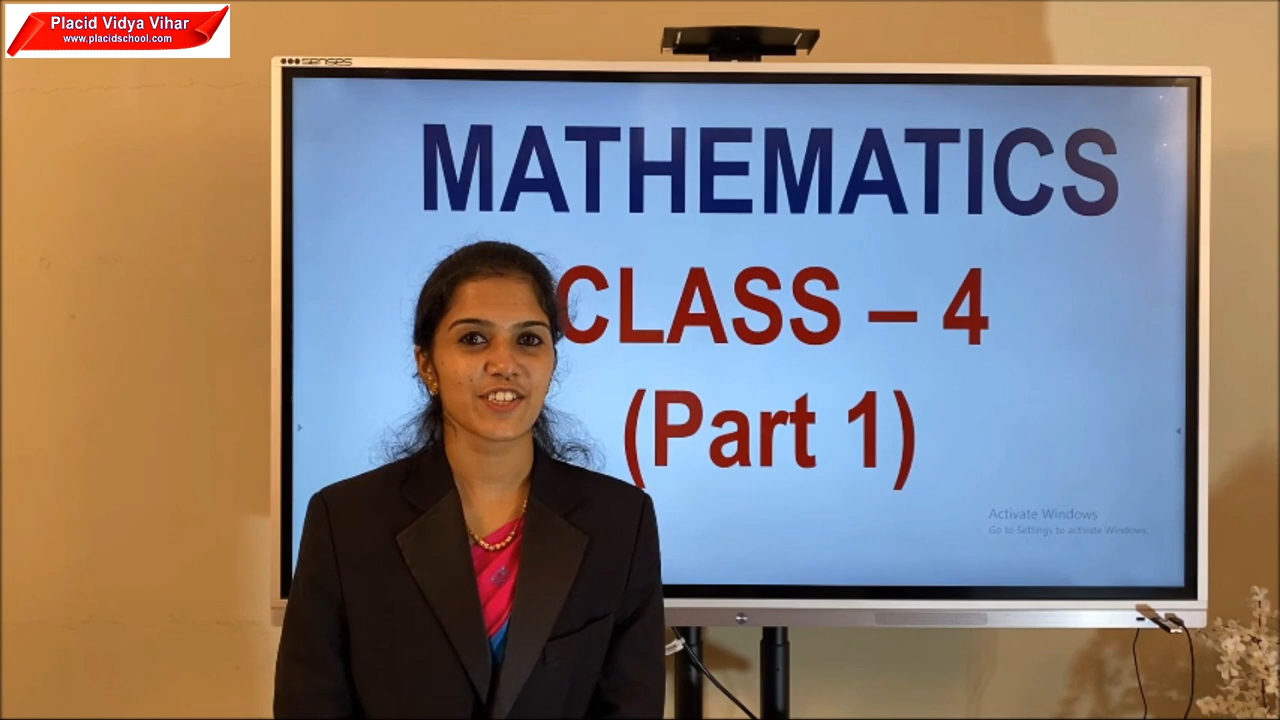 Placid Vidya Vihar
www.placidschool.com
senses
MATHEMATICS
CLASS – 4
(Part 1)
Activate Windows
Go to Settings to activate Windows.